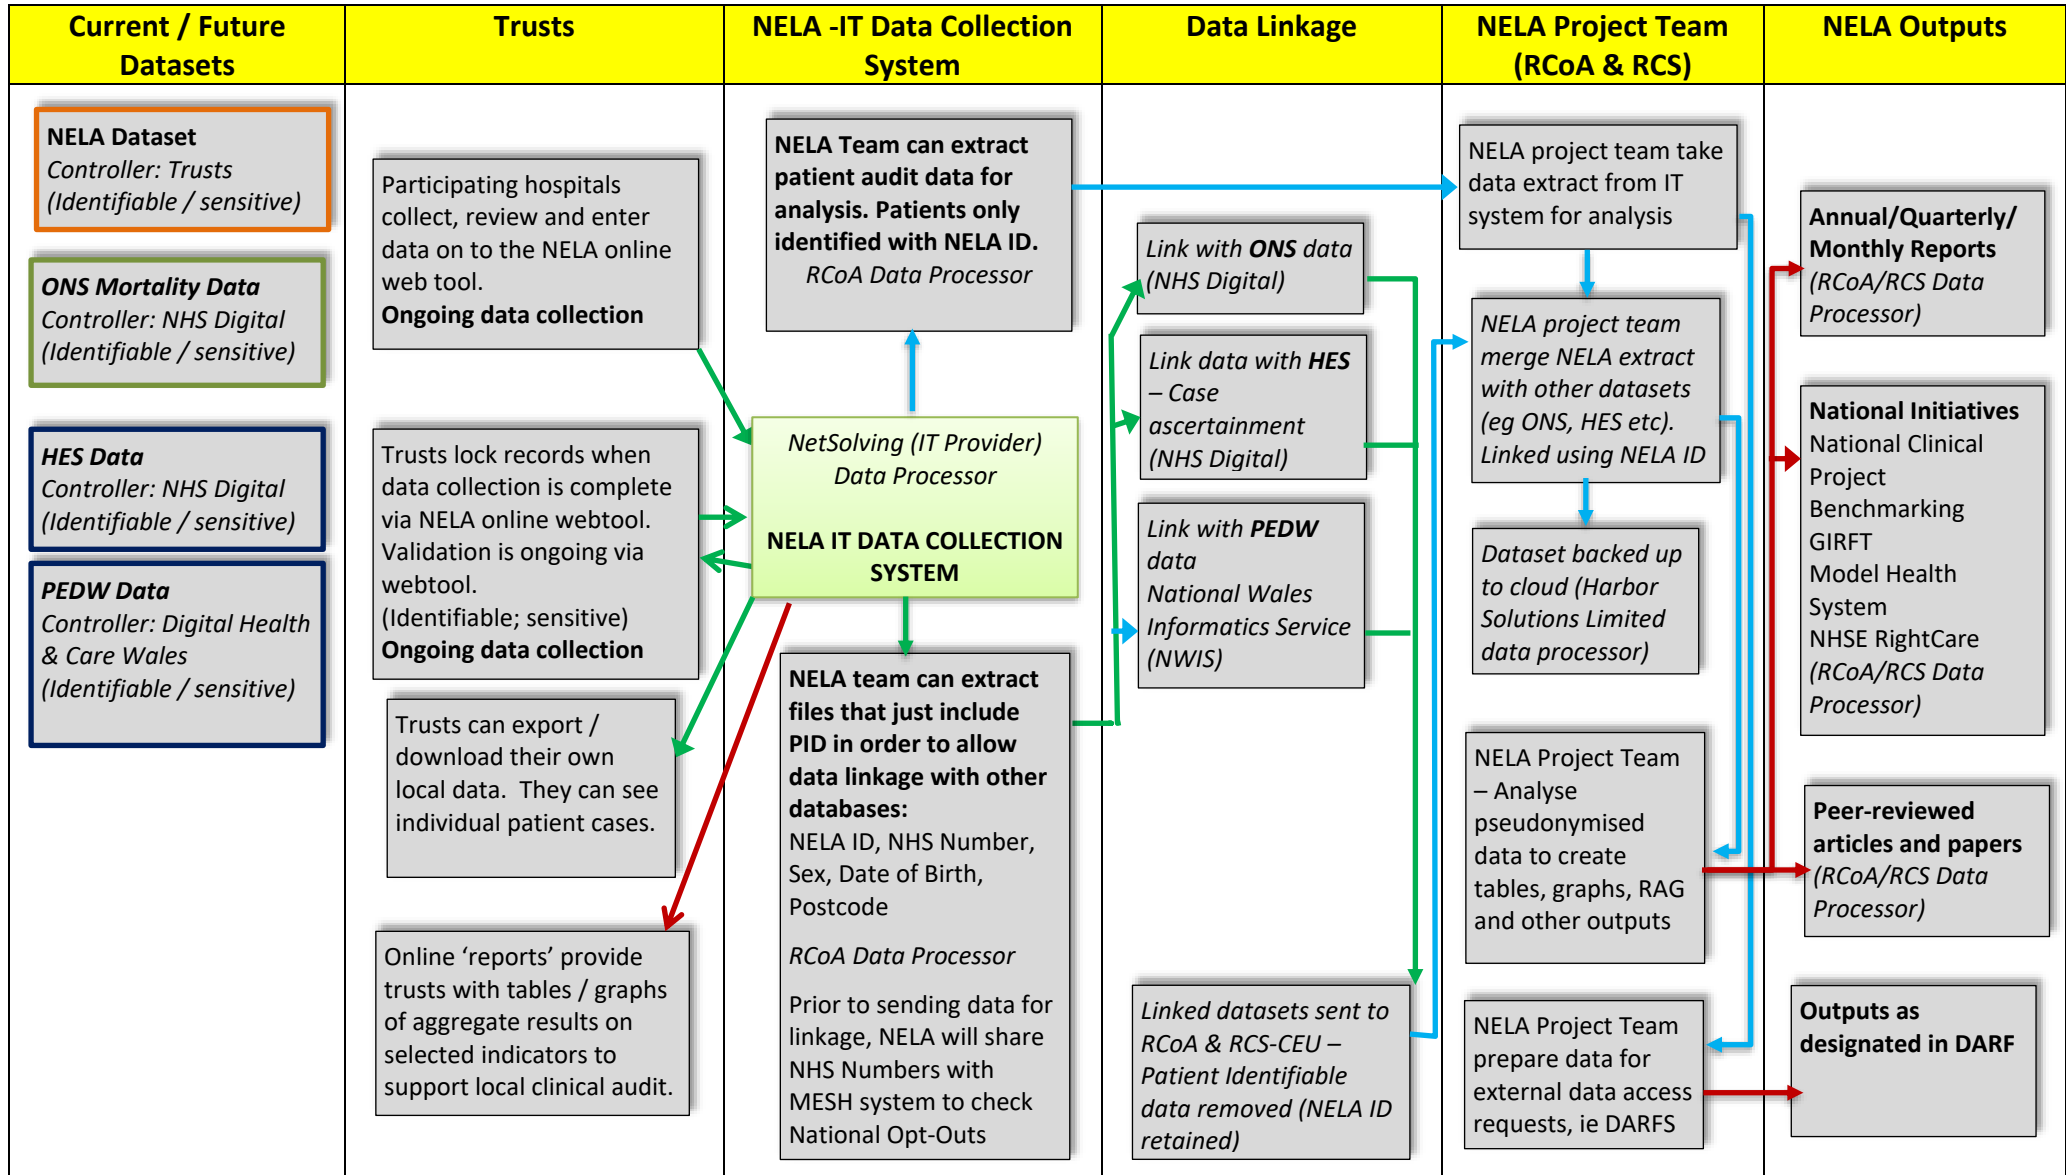 Current / Future
Datasets
Trusts
NELA -IT Data Collection
System
Data Linkage
NELA Project Team
(RCoA & RCS)
NELA Outputs
NELA Dataset
Controller: Trusts
(Identifiable / sensitive)
ONS Mortality Data
Controller: NHS Digital
(Identifiable / sensitive)
HES Data
Controller: NHS Digital
(Identifiable / sensitive)
PEDW Data
Controller: Digital Health
& Care Wales
(Identifiable / sensitive)
Participating hospitals
collect, review and enter
data on to the NELA online
web tool.
Ongoing data collection
Trusts lock records when
data collection is complete
via NELA online webtool.
Validation is ongoing via
webtool.
(Identifiable; sensitive)
Ongoing data collection
Trusts can export /
download their own
local data.  They can see
individual patient cases.
Online ‘reports’ provide
trusts with tables / graphs
of aggregate results on
selected indicators to
support local clinical audit.
NELA Team can extract
patient audit data for
analysis. Patients only
identified with NELA ID.
RCoA Data Processor
NetSolving (IT Provider)
Data Processor
NELA IT DATA COLLECTION
SYSTEM
NELA team can extract
files that just include
PID in order to allow
data linkage with other
databases:
NELA ID, NHS Number,
Sex, Date of Birth,
Postcode
RCoA Data Processor
Prior to sending data for
linkage, NELA will share
NHS Numbers with
MESH system to check
National Opt-Outs
Link with ONS data
(NHS Digital)
Link data with HES
– Case
ascertainment
(NHS Digital)
Link with PEDW
data
National Wales
Informatics Service
(NWIS)
Linked datasets sent to
RCoA & RCS-CEU –
Patient Identifiable
data removed (NELA ID
retained)
NELA project team take
data extract from IT
system for analysis
NELA project team
merge NELA extract
with other datasets
(eg ONS, HES etc).
Linked using NELA ID
Dataset backed up
to cloud (Harbor
Solutions Limited
data processor)
NELA Project Team
– Analyse
pseudonymised
data to create
tables, graphs, RAG
and other outputs
NELA Project Team
prepare data for
external data access
requests, ie DARFS
Annual/Quarterly/
Monthly Reports
(RCoA/RCS Data
Processor)
National Initiatives
National Clinical
Project
Benchmarking
GIRFT
Model Health
System
NHSE RightCare
(RCoA/RCS Data
Processor)
Peer-reviewed
articles and papers
(RCoA/RCS Data
Processor)
Outputs as
designated in DARF